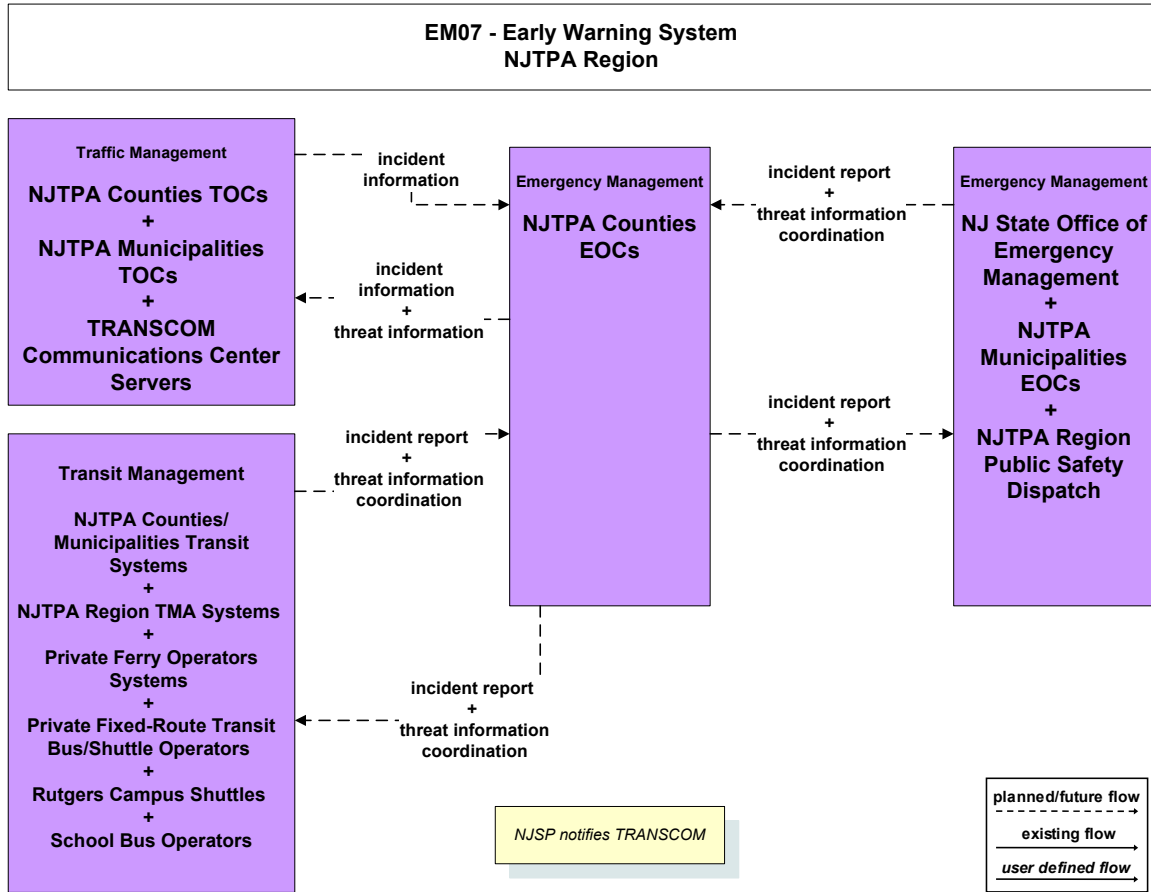 EM07 - Early Warning System
NJTPA Region
Traffic Management
NJTPA Counties TOCs
+
NJTPA Municipalities
TOCs
+
TRANSCOM
Communications Center
Servers
incident
information
incident
information
+
threat information
Emergency Management
NJTPA Counties
EOCs
incident report
+
threat information
coordination
incident report
+
threat information
coordination
Emergency Management
NJ State Office of
Emergency
Management
+
NJTPA
Municipalities
EOCs
+
NJTPA Region
Public Safety
Dispatch
Transit Management
NJTPA Counties/
Municipalities Transit
Systems
+
NJTPA Region TMA Systems
+
Private Ferry Operators
Systems
+
Private Fixed-Route Transit
Bus/Shuttle Operators
+
Rutgers Campus Shuttles
+
School Bus Operators
incident report
+
threat information
coordination
incident report
+
threat information
coordination
NJSP notifies TRANSCOM
planned/future flow
existing flow
user defined flow